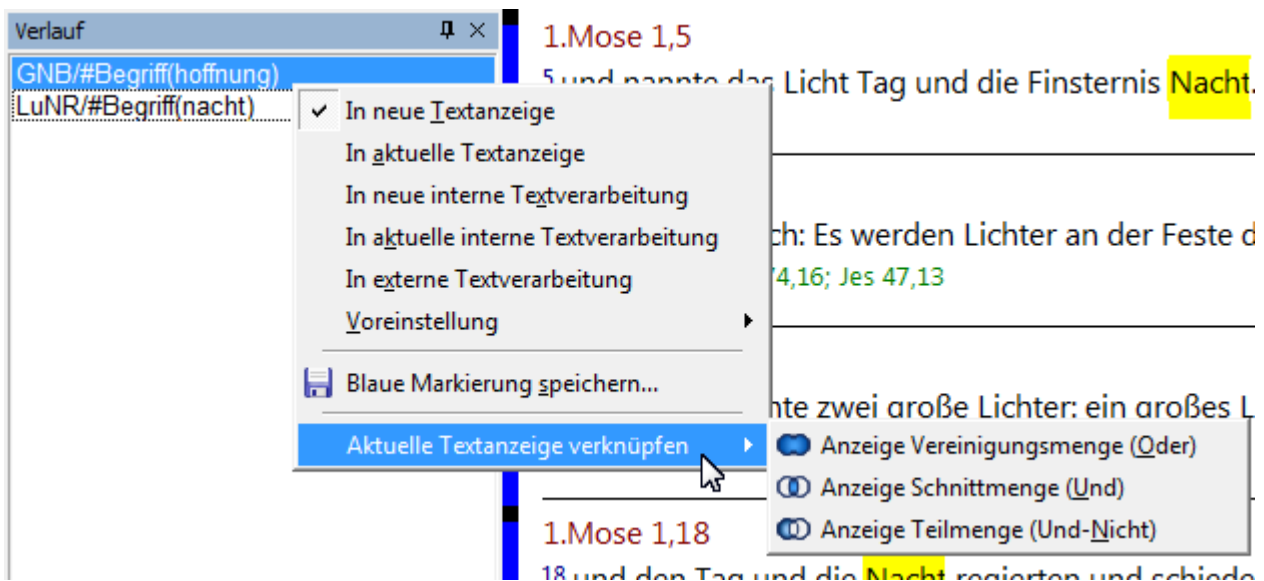 Verlauf
GNB/#Begriff(hoffnung)
LuNR/#Begriff(nacht)
In neue Textanzeige
In aktuelle Textanzeige
In neue interne Textverarbeitung
In aktuelle interne Textverarbeitung
In externe Textverarbeitung
Voreinstellung
Blaue Markierung speichern...
Aktuelle Textanzeige verknüpfen
Anzeige Vereinigungsmenge (Oder)
Anzeige Schnittmenge (Und)
Anzeige Teilmenge (Und-Nicht)
1.Mose 1,5
5 und nannte das Licht Tag und die Finsternis Nacht.
Es werden Lichter an der Feste
74,16; Jes 47,13
zwei große Lichter: ein großes
1.Mose 1,18
18 und den Tag und die Nacht regierten und schiede